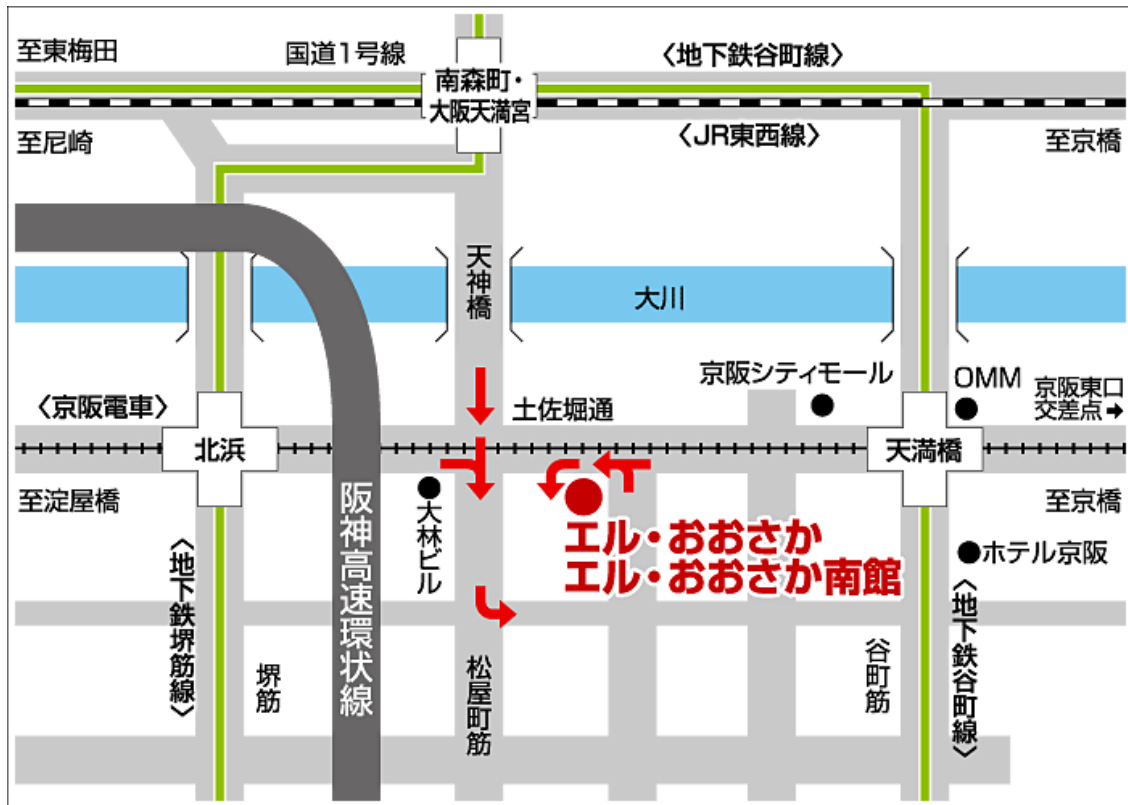 至東梅田
国道1号線
〈地下鉄谷町線〉
南森町・
大阪天満宮
至尼崎
〈JR東西線〉
至京橋
天神橋
大川
京阪シティモール
OMM
京阪東口
交差点➡
〈京阪電車〉
土佐堀通
北浜
天満橋
至淀屋橋
大林ビル
至京橋
エル・おおさか
エル・おおさか南館
ホテル京阪
阪神高速環状線
〈地下鉄堺筋線〉
堺筋
松屋町筋
谷町筋
〈地下鉄谷町線〉